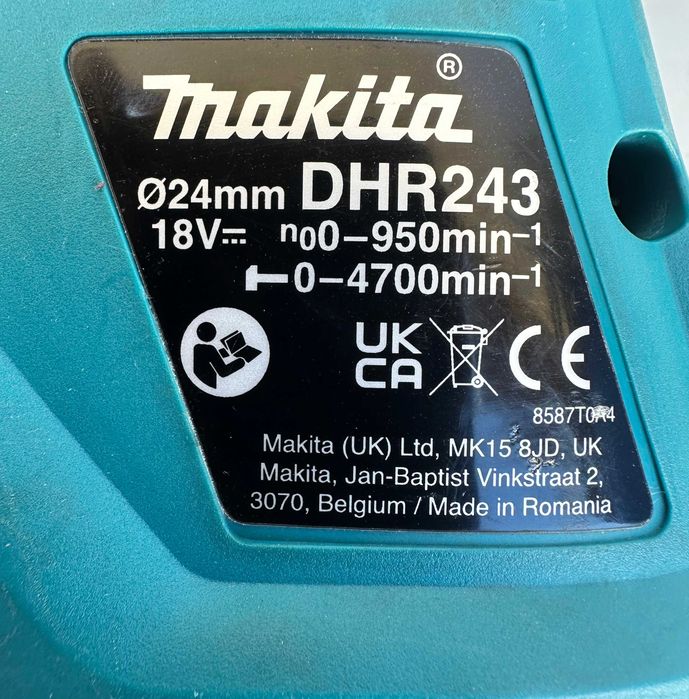 makita®
Ø24mm DHR243
18V⎓ n00–950min–1
0–4700min–1
UK
CA CE
Makita (UK) Ltd, MK15 8JD, UK
Makita, Jan-Baptist Vinkstraat 2,
3070, Belgium / Made in Romania